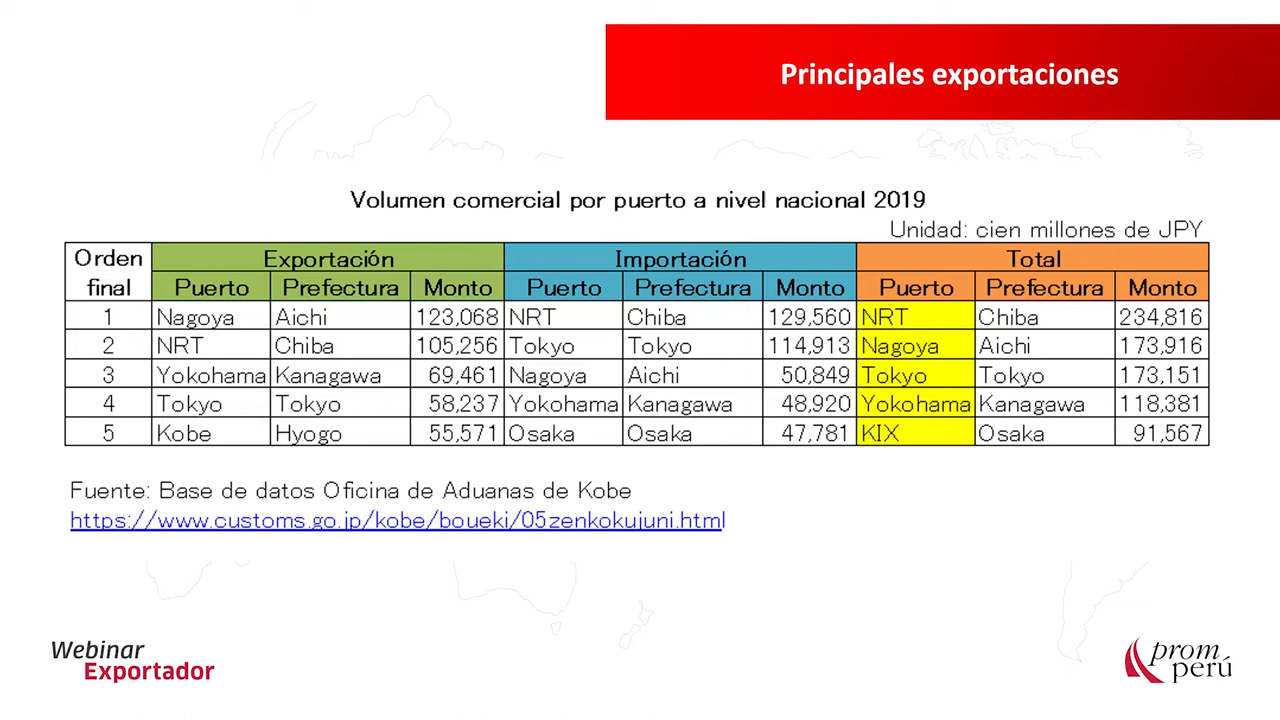 Principales exportaciones
Volumen comercial por puerto a nivel nacional 2019
Unidad: cien millones de JPY
Orden final Exportación Importación Total
Puerto Prefectura Monto Puerto Prefectura Monto Puerto Prefectura Monto
1 Nagoya Aichi 123,068 NRT Chiba 129,560 NRT Chiba 234,816
2 NRT Chiba 105,256 Tokyo Tokyo 114,913 Nagoya Aichi 173,916
3 Yokohama Kanagawa 69,461 Nagoya Aichi 50,849 Tokyo Tokyo 173,151
4 Tokyo Tokyo 58,237 Yokohama Kanagawa 48,920 Yokohama Kanagawa 118,381
5 Kobe Hyogo 55,571 Osaka Osaka 47,781 KIX Osaka 91,567
Fuente: Base de datos Oficina de Aduanas de Kobe
https://www.customs.go.jp/kobe/boueki/05zenkokujuni.html
Webinar
Exportador
prom
perú